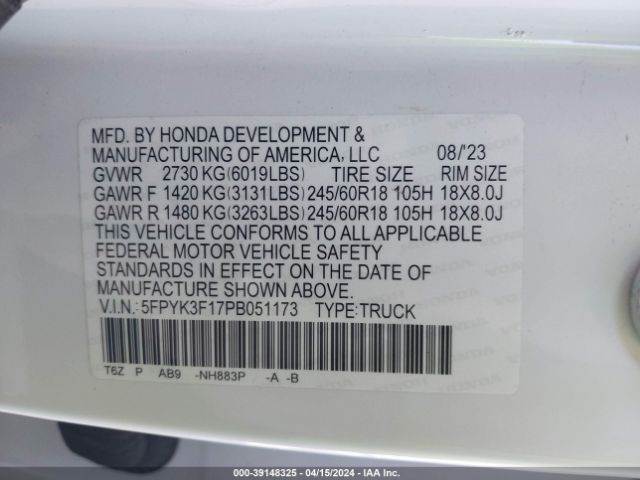 MFD. BY HONDA DEVELOPMENT &
MANUFACTURING OF AMERICA, LLC 08/'23
GVWR 2730 KG(6019LBS) TIRE SIZE RIM SIZE
GAWR F 1420 KG(3131LBS) 245/60R18 105H 18X8.0J
GAWR R 1480 KG(3263LBS) 245/60R18 105H 18X8.0J
THIS VEHICLE CONFORMS TO ALL APPLICABLE
FEDERAL MOTOR VEHICLE SAFETY
STANDARDS IN EFFECT ON THE DATE OF
MANUFACTURE SHOWN ABOVE.
V.I.N.: 5FPYK3F17PB051173 TYPE:TRUCK
T6Z P AB9 -NH883P -A -B
000-39148325 - 04/15/2024 - IAA Inc.